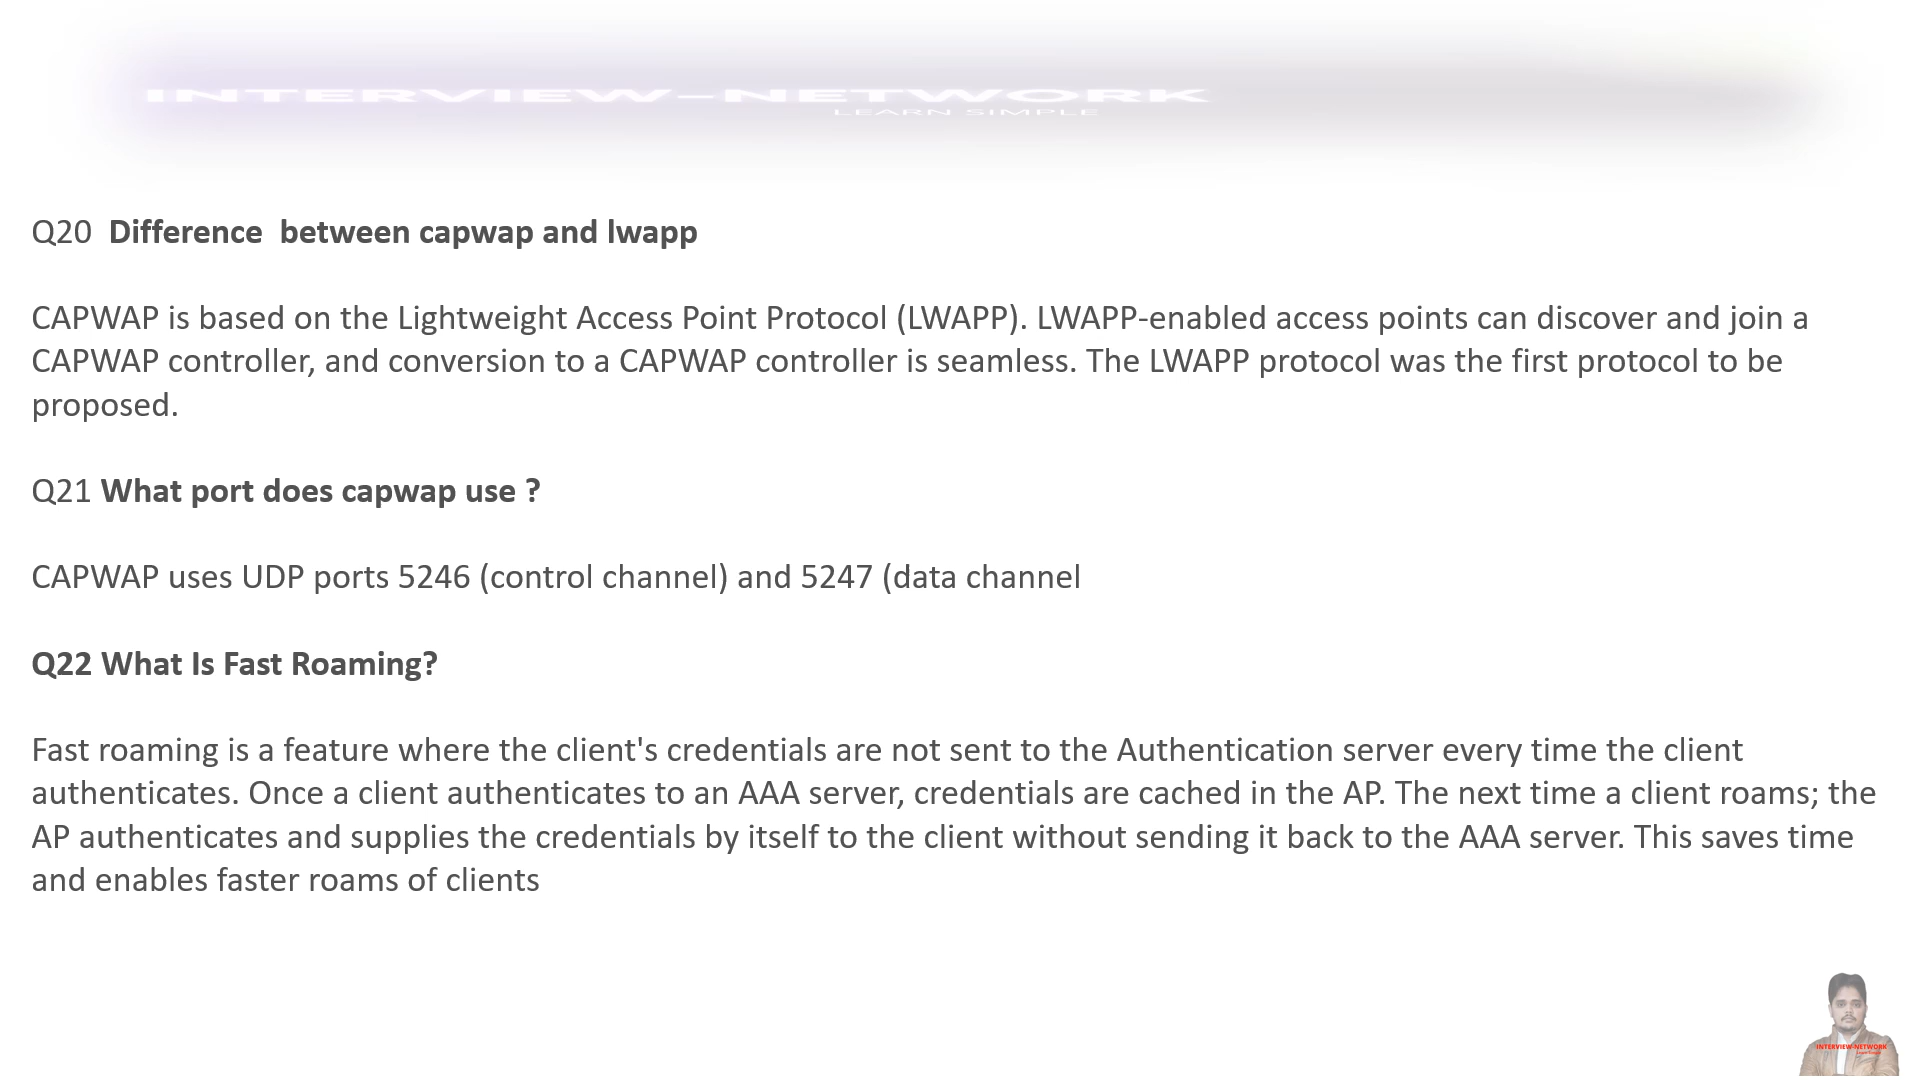 INTERVIEW-NETWORK
LEARN SIMPLE
Q20  Difference  between capwap and lwapp
CAPWAP is based on the Lightweight Access Point Protocol (LWAPP). LWAPP-enabled access points can discover and join a
CAPWAP controller, and conversion to a CAPWAP controller is seamless. The LWAPP protocol was the first protocol to be
proposed.
Q21 What port does capwap use ?
CAPWAP uses UDP ports 5246 (control channel) and 5247 (data channel
Q22 What Is Fast Roaming?
Fast roaming is a feature where the client's credentials are not sent to the Authentication server every time the client
authenticates. Once a client authenticates to an AAA server, credentials are cached in the AP. The next time a client roams; the
AP authenticates and supplies the credentials by itself to the client without sending it back to the AAA server. This saves time
and enables faster roams of clients
INTERVIEW-NETWORK